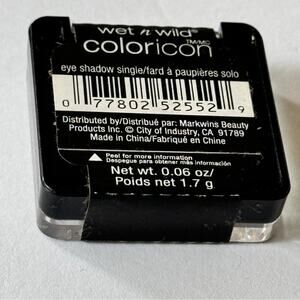 wet n wild
coloricon
TM/MC
eye shadow single/fard à paupières solo
0 77802 52552 9
Distributed by/Distribué par: Markwins Beauty
Products Inc. © City of Industry, CA 91789
Made in China/Fabriqué en Chine
Peel for more information
Despegue para obtener más información
Net wt. 0.06 oz/
Poids net 1.7 g